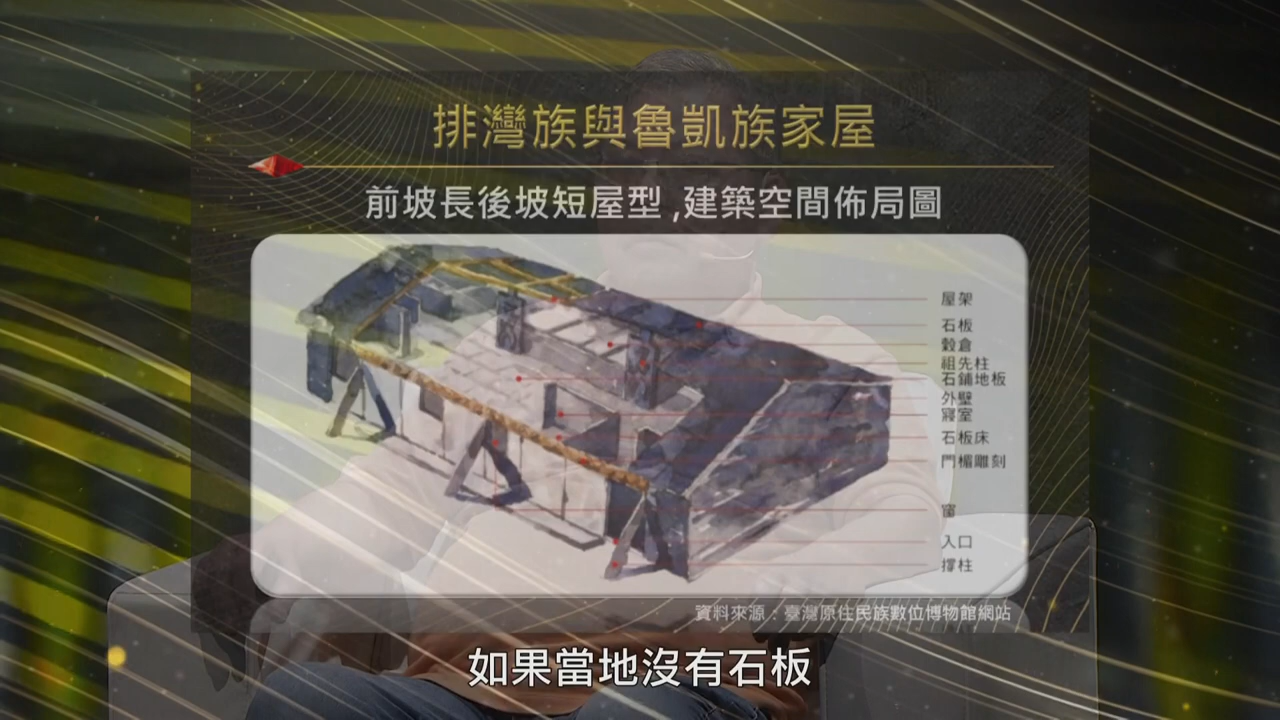 排灣族與魯凱族家屋
前坡長後坡短屋型,建築空間佈局圖
屋架
石板
穀倉
祖先柱
石鋪地板
外壁
寢室
石板床
門楣雕刻
窗
入口
撐柱
資料來源：臺灣原住民族數位博物館網站
如果當地沒有石板